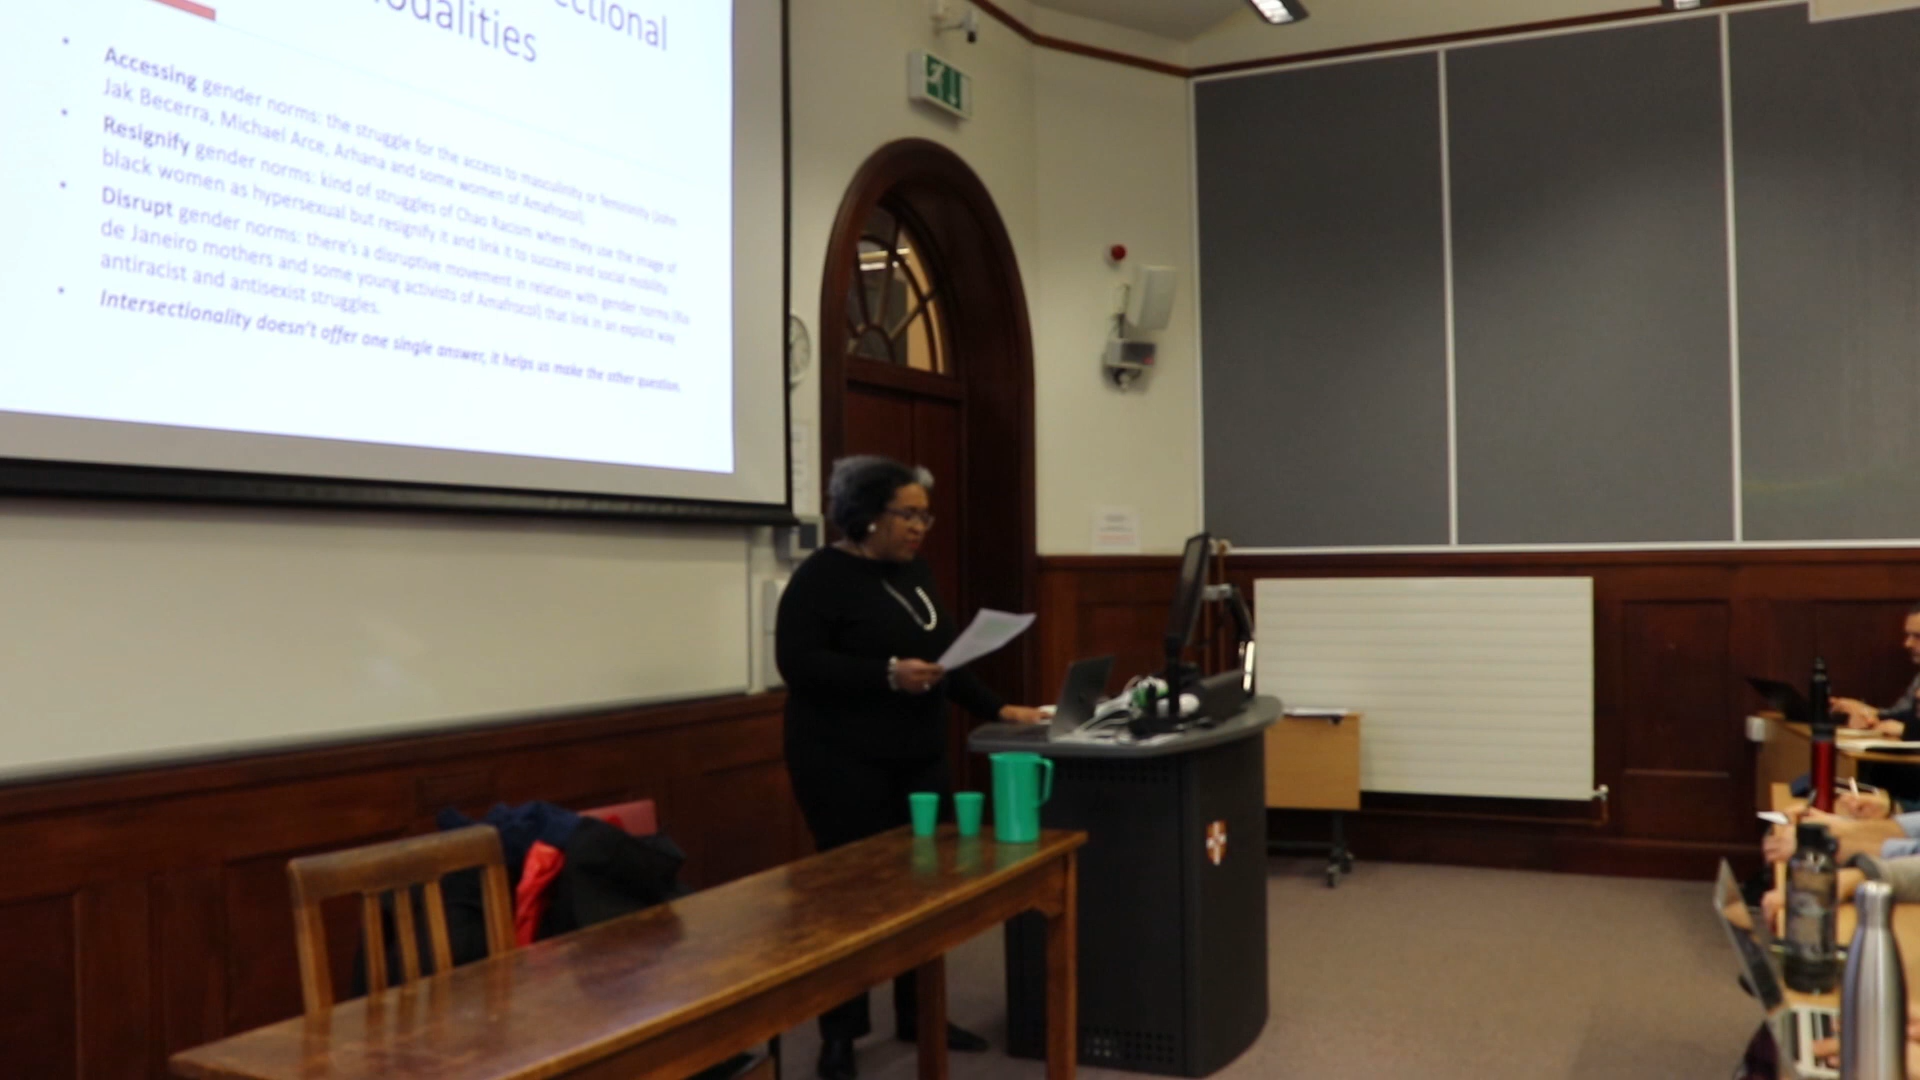 ectional
odalities
Accessing gender norms: the struggle for the access to masculinity or femininity (John
Jak Becerra, Michael Arce, Arhana and some women of Amafrocol)
Resignify gender norms: kind of struggles of Chao Racism when they use the image of
black women as hypersexual but resignify it and link it to success and social mobility.
Disrupt gender norms: there's a disruptive movement in relation with gender norms (Rio
de Janeiro mothers and some young activists of Amafrocol) that link in an explicit way
antiracist and antisexist struggles.
Intersectionality doesn't offer one single answer, it helps us make the other question.